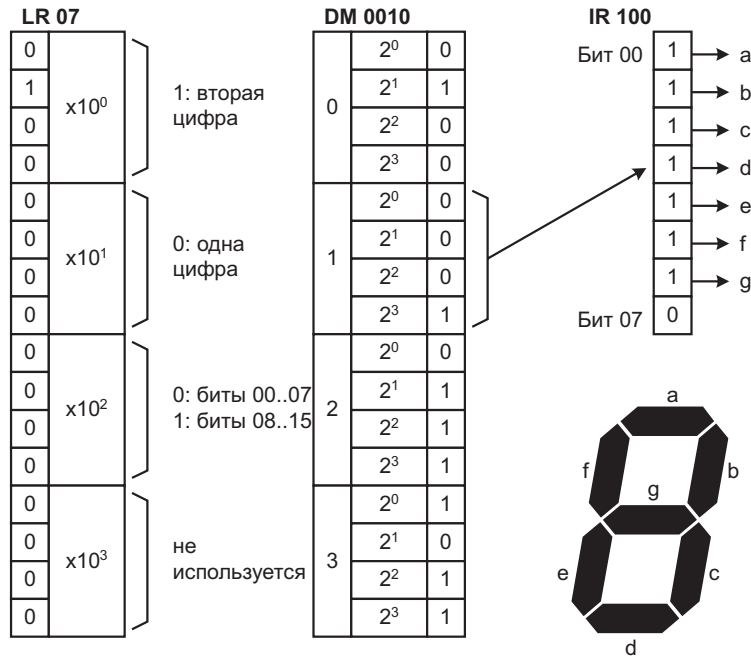 LR 07 DM 0010 IR 100
0 2⁰ 0 Бит 00 1 a
1 1: вторая 2¹ 1 1 b
x10⁰ цифра 0
0 2² 0 1 c
0 2³ 0 1 d
0 2⁰ 0 1 e
0 0: одна 2¹ 0 1 f
x10¹ цифра 1
0 2² 0 1 g
0 2³ 1 Бит 07 0
0 2⁰ 0
0 0: биты 00..07 2¹ 1
x10² 1: биты 08..15 2
0 2² 1
0 2³ 1
0 2⁰ 1
0 не 2¹ 0
x10³ используется 3
0 2² 1
0 2³ 1
a
f b
g
e c
d